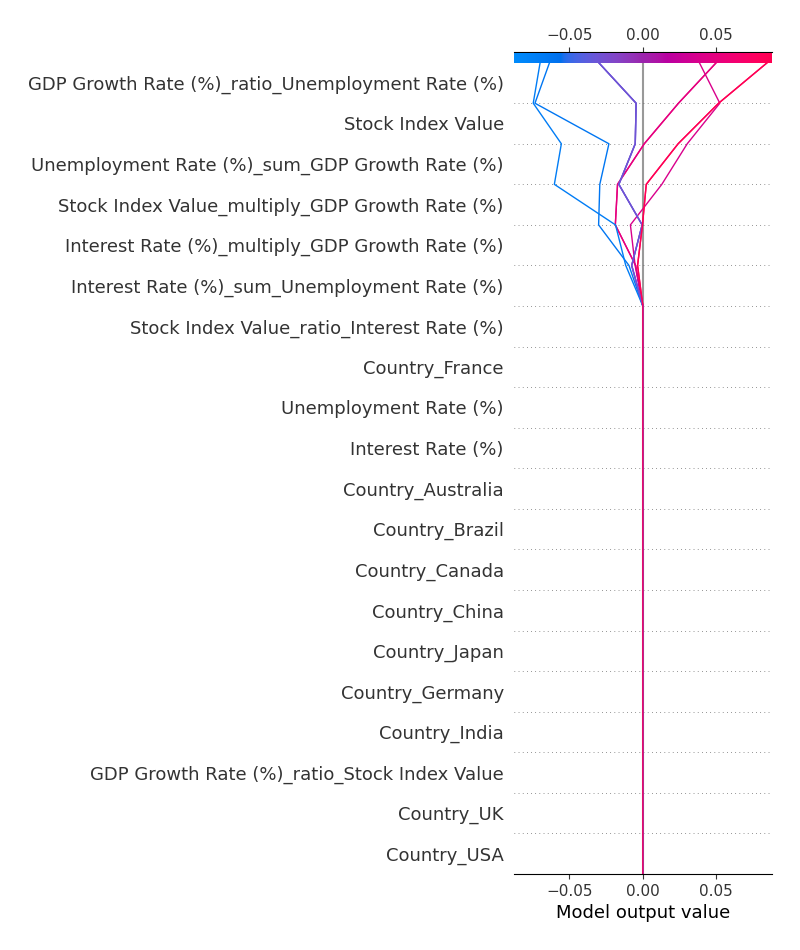 −0.05 0.00 0.05
GDP Growth Rate (%)_ratio_Unemployment Rate (%)
Stock Index Value
Unemployment Rate (%)_sum_GDP Growth Rate (%)
Stock Index Value_multiply_GDP Growth Rate (%)
Interest Rate (%)_multiply_GDP Growth Rate (%)
Interest Rate (%)_sum_Unemployment Rate (%)
Stock Index Value_ratio_Interest Rate (%)
Country_France
Unemployment Rate (%)
Interest Rate (%)
Country_Australia
Country_Brazil
Country_Canada
Country_China
Country_Japan
Country_Germany
Country_India
GDP Growth Rate (%)_ratio_Stock Index Value
Country_UK
Country_USA
−0.05 0.00 0.05
Model output value